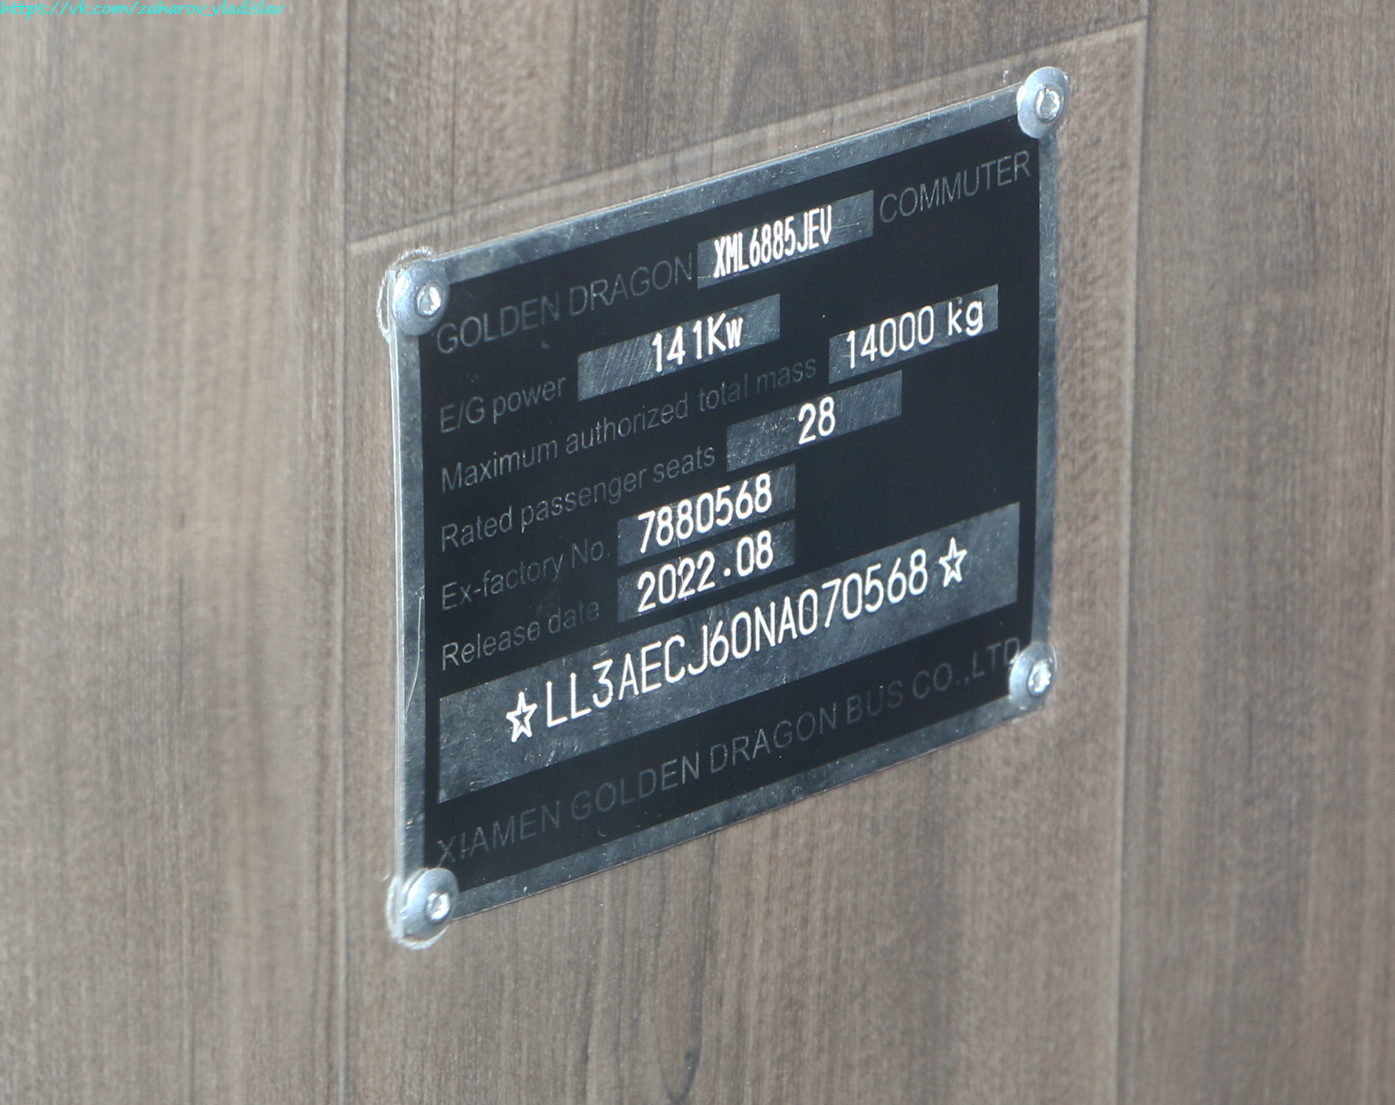 https://vk.com/zakarov.vladislav
GOLDEN DRAGON XML6885JEV COMMUTER
E/G power 141Kw
Maximum authorized total mass 14000 kg
Rated passenger seats 28
Ex-factory No. 7880568
Release date 2022.08
☆LL3AECJ60NA070568☆
XIAMEN GOLDEN DRAGON BUS CO.,LTD